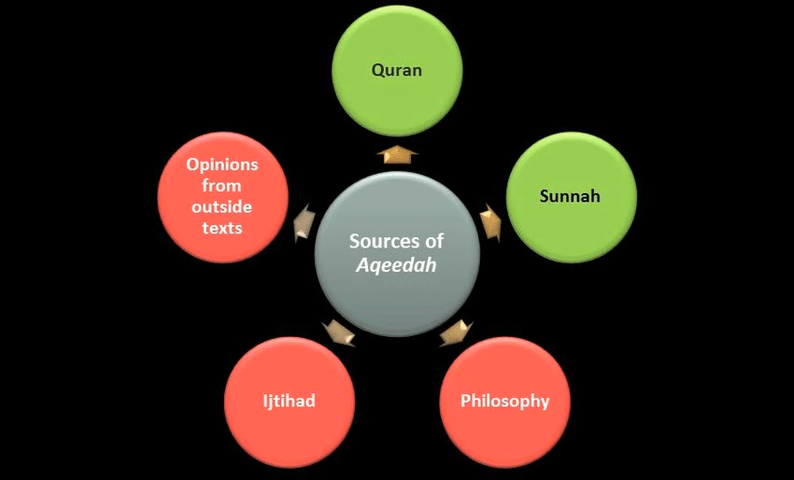 Quran
Opinions
from
outside
texts
Sunnah
Sources of
Aqeedah
Ijtihad
Philosophy